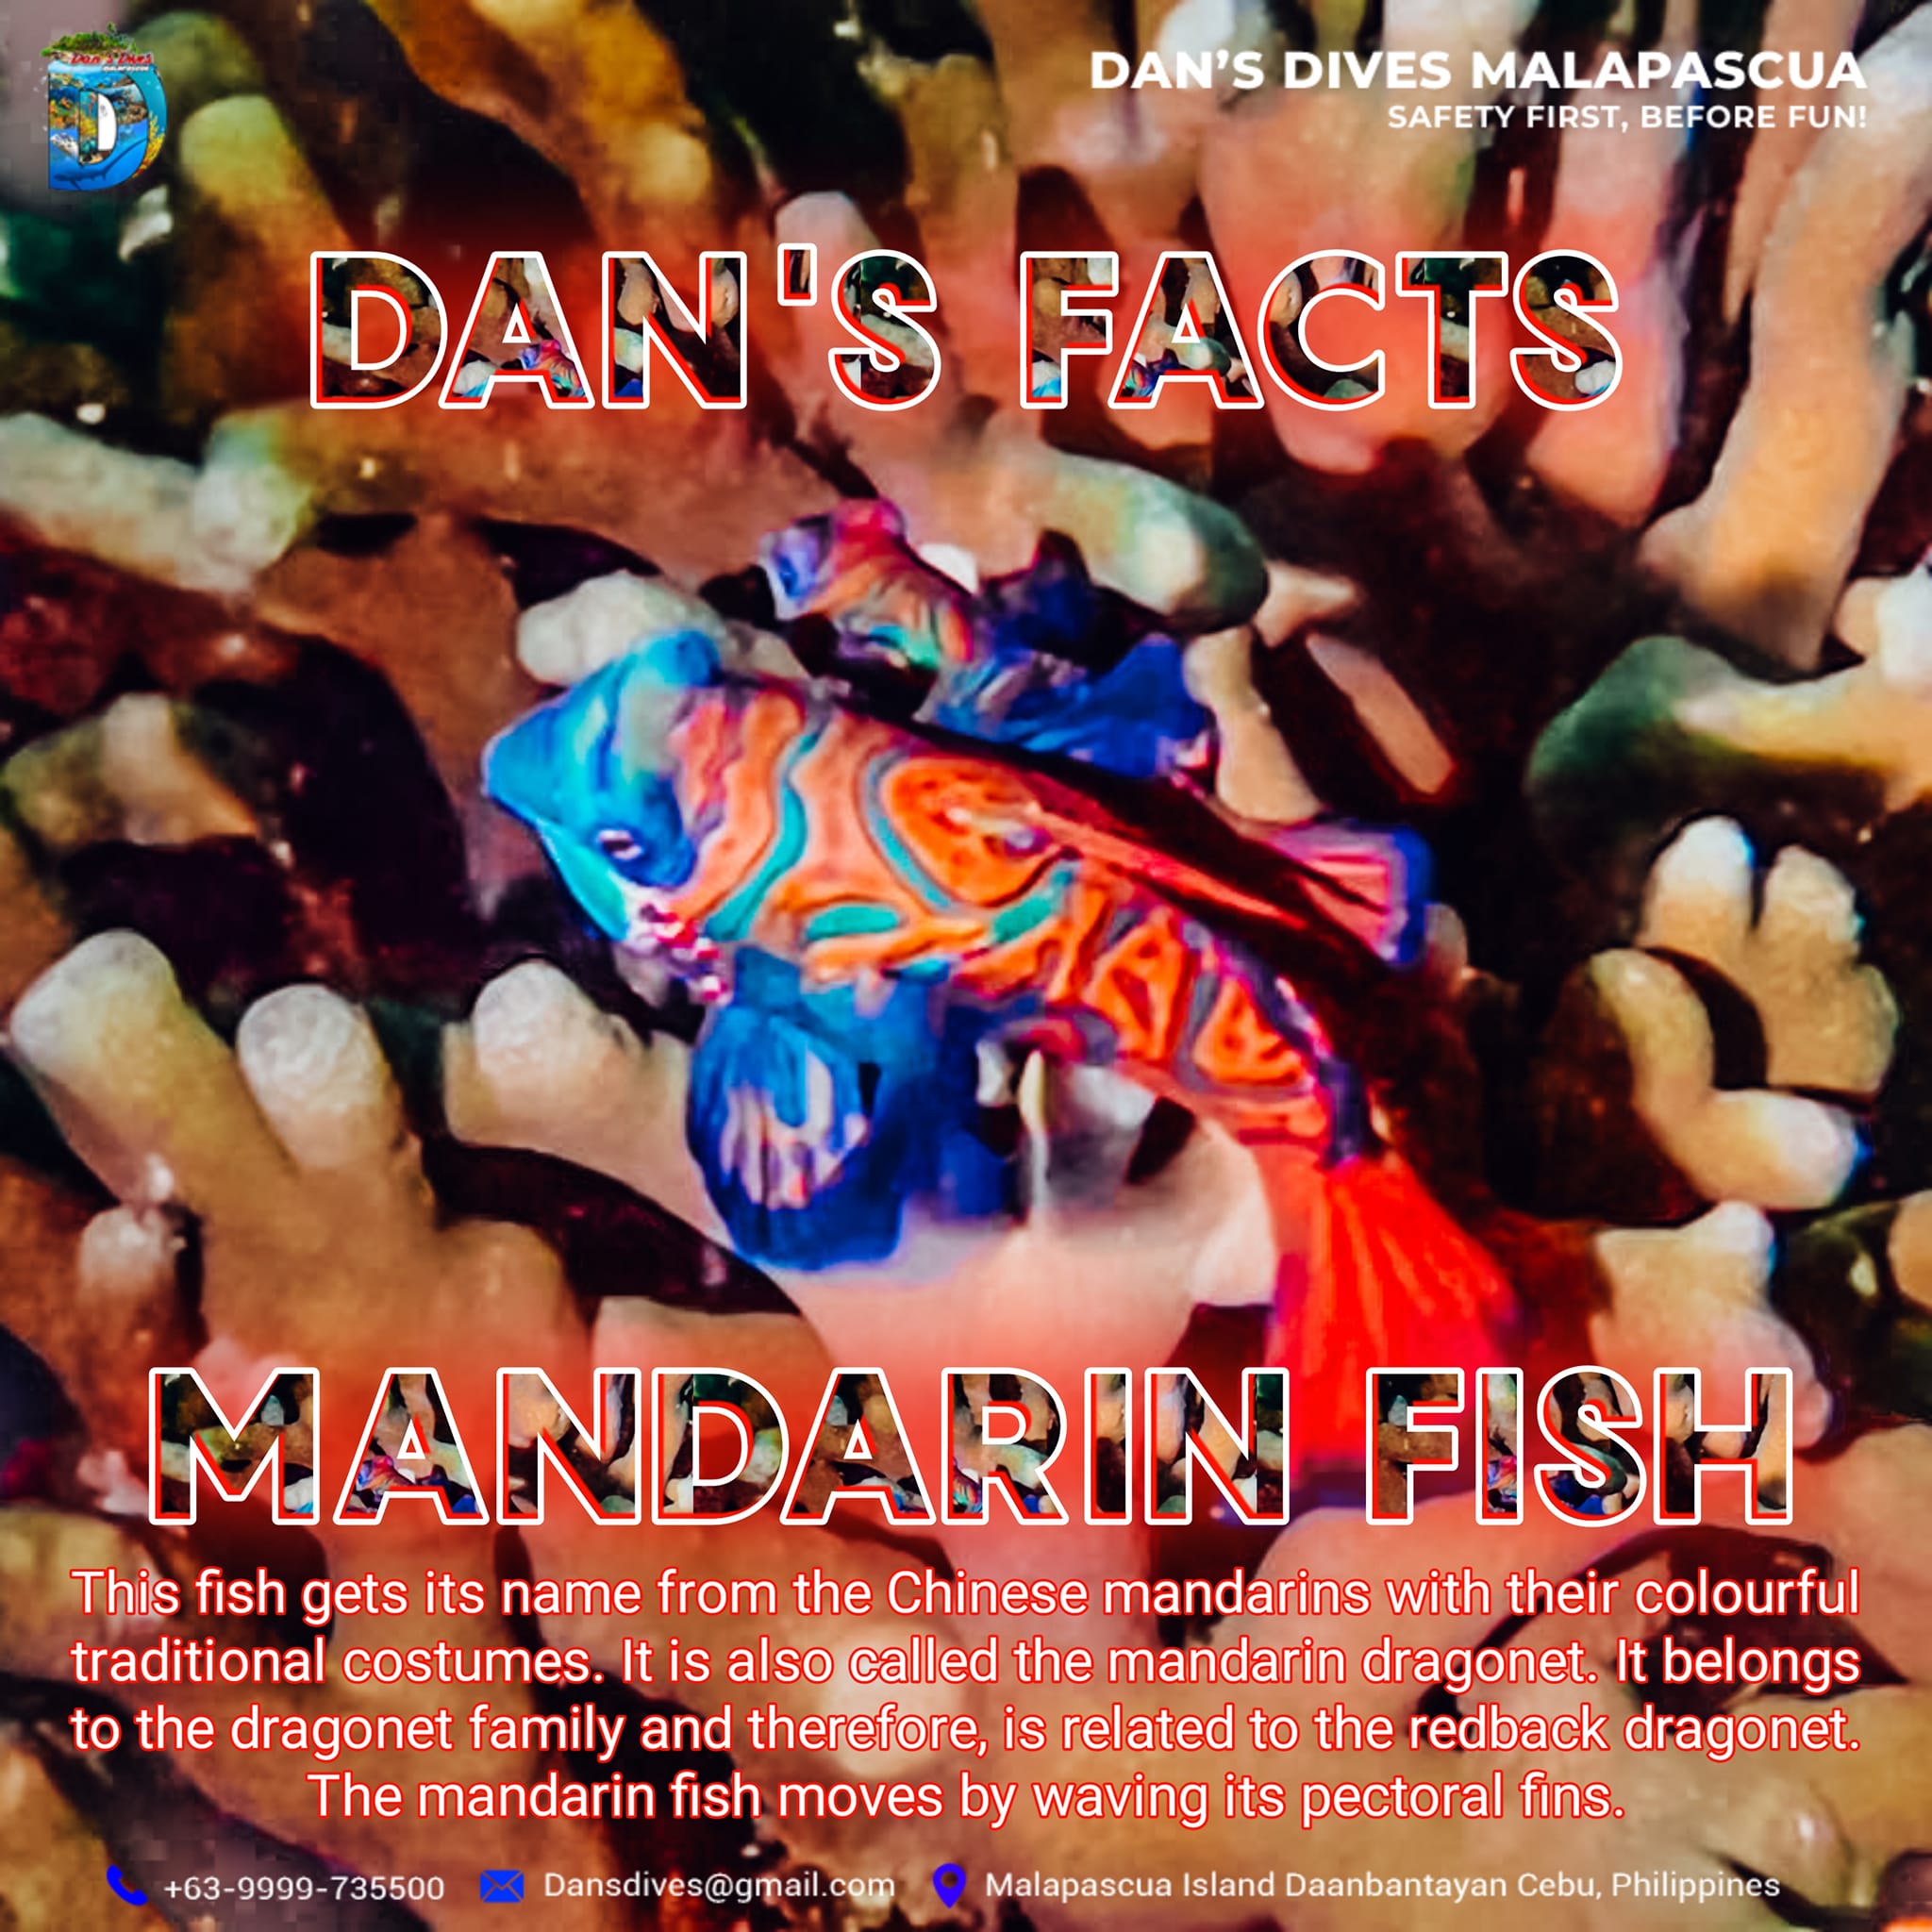 Dan's Dives
DAN'S DIVES MALAPASCUA
SAFETY FIRST, BEFORE FUN!
DAN'S FACTS
MANDARIN FISH
This fish gets its name from the Chinese mandarins with their colourful
traditional costumes. It is also called the mandarin dragonet. It belongs
to the dragonet family and therefore, is related to the redback dragonet.
The mandarin fish moves by waving its pectoral fins.
+63-9999-735500 Dansdives@gmail.com Malapascua Island Daanbantayan Cebu, Philippines